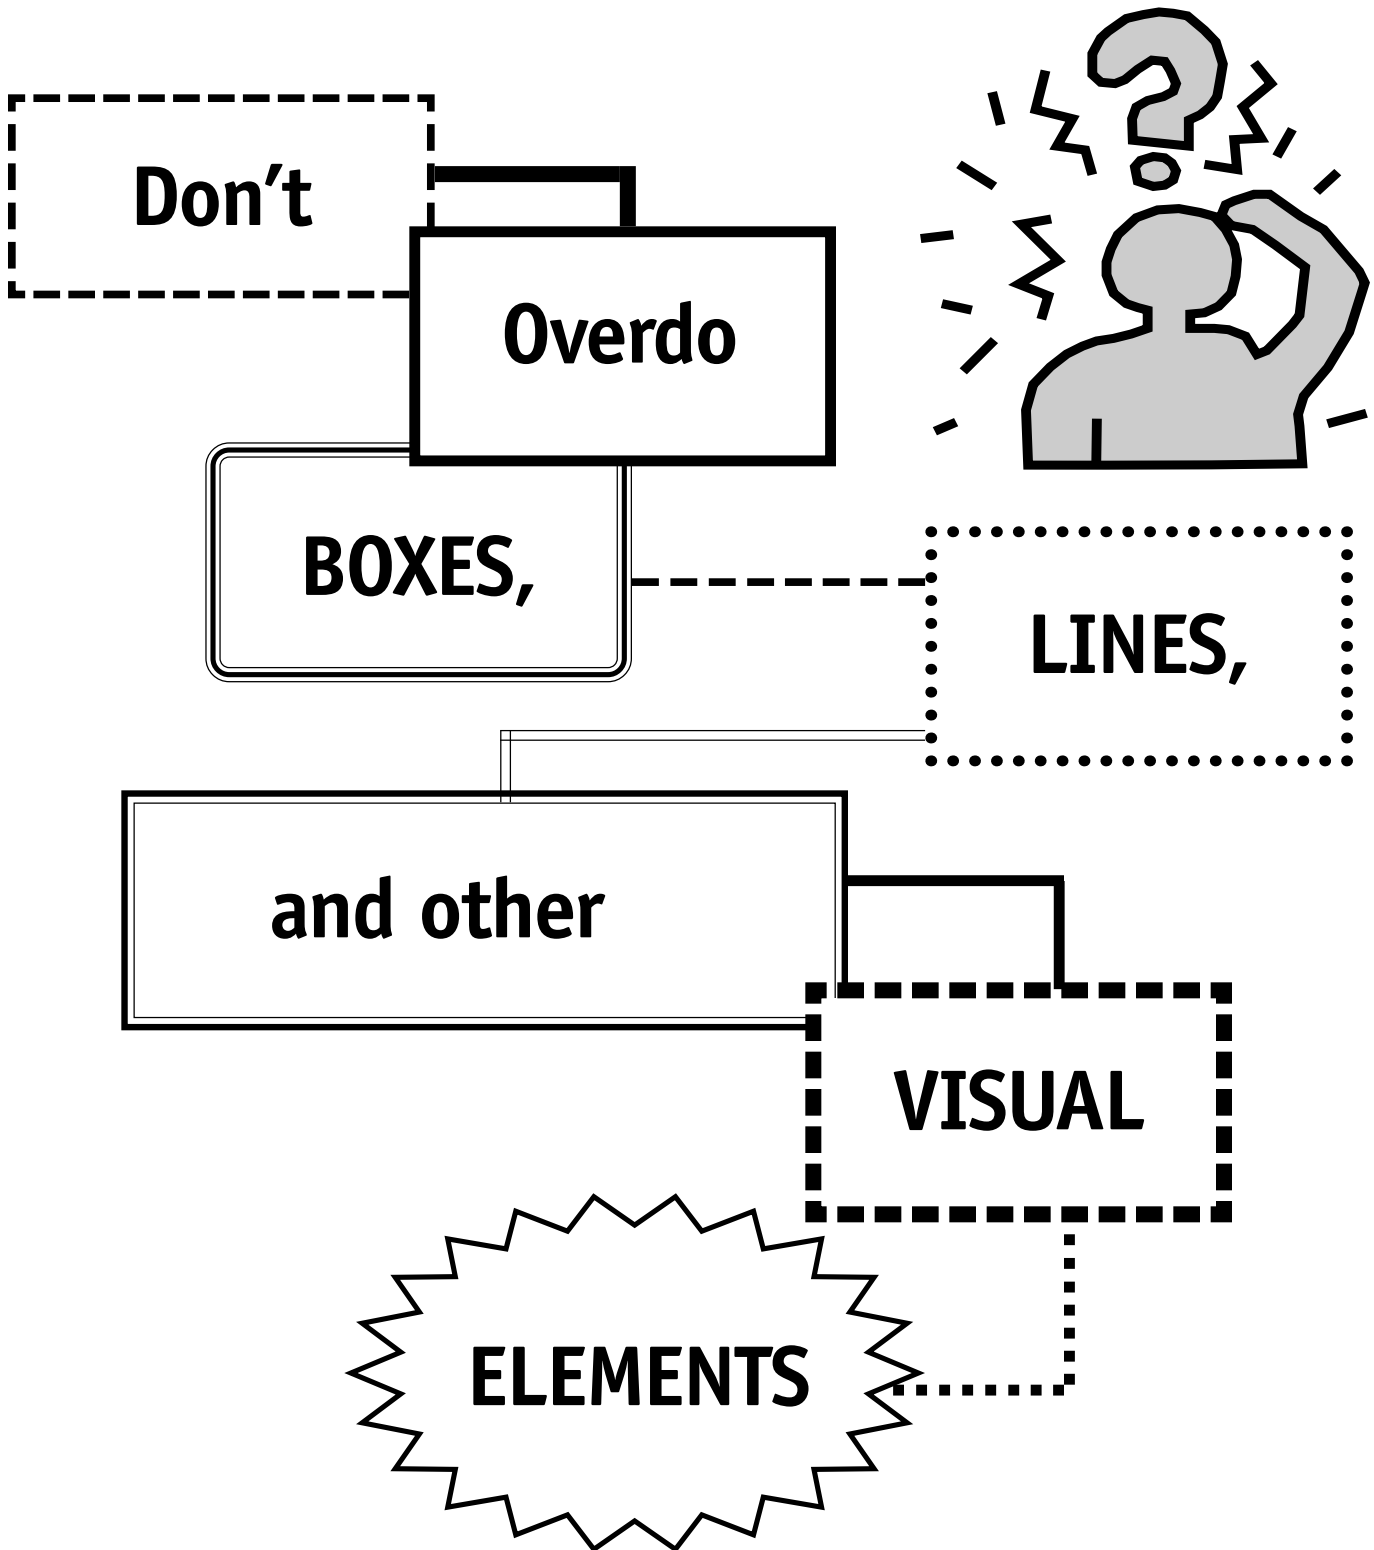 Don’t
Overdo
BOXES,
LINES,
and other
VISUAL
ELEMENTS
?